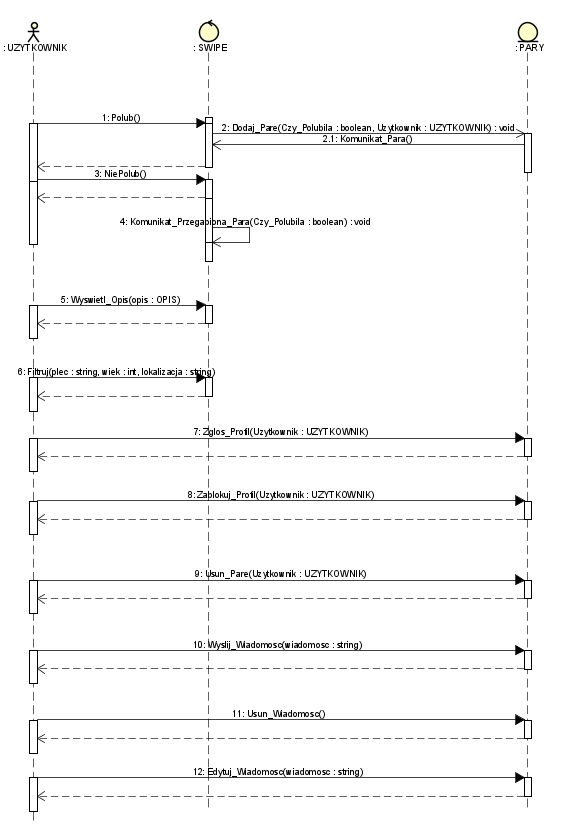 : UZYTKOWNIK
: SWIPE
: PARY
1: Polub()
2: Dodaj_Pare(Czy_Polubila : boolean, Uzytkownik : UZYTKOWNIK) : void
2.1: Komunikat_Para()
3: NiePolub()
4: Komunikat_Przegapiona_Para(Czy_Polubila : boolean) : void
5: Wyswietl_Opis(opis : OPIS)
6: Filtruj(plec : string, wiek : int, lokalizacja : string)
7: Zglos_Profil(Uzytkownik : UZYTKOWNIK)
8: Zablokuj_Profil(Uzytkownik : UZYTKOWNIK)
9: Usun_Pare(Uzytkownik : UZYTKOWNIK)
10: Wyslij_Wiadomosc(wiadomosc : string)
11: Usun_Wiadomosc()
12: Edytuj_Wiadomosc(wiadomosc : string)